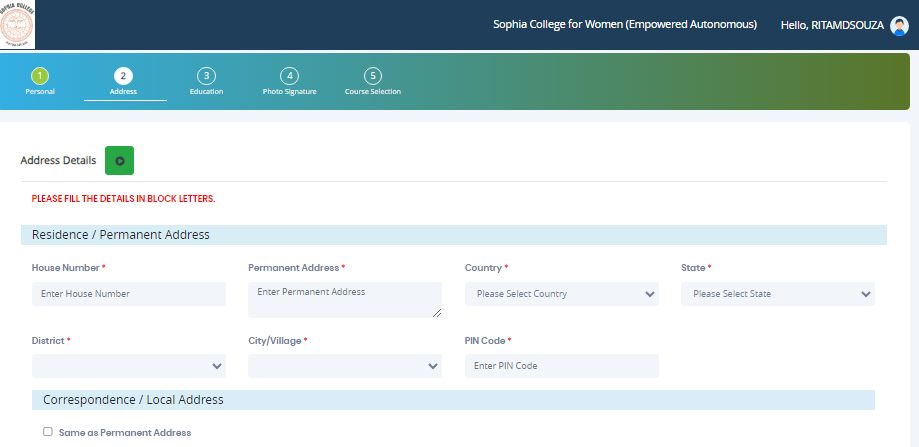 SOPHIA COLLEGE
Sophia College for Women (Empowered Autonomous)
Hello, RITAMDSOUZA
1 2 3 4 5
Personal Address Education Photo Signature Course Selection
Address Details
PLEASE FILL THE DETAILS IN BLOCK LETTERS.
Residence / Permanent Address
House Number * Permanent Address * Country * State *
Enter House Number Enter Permanent Address Please Select Country Please Select State
District * City/Village * PIN Code *
Enter PIN Code
Correspondence / Local Address
Same as Permanent Address